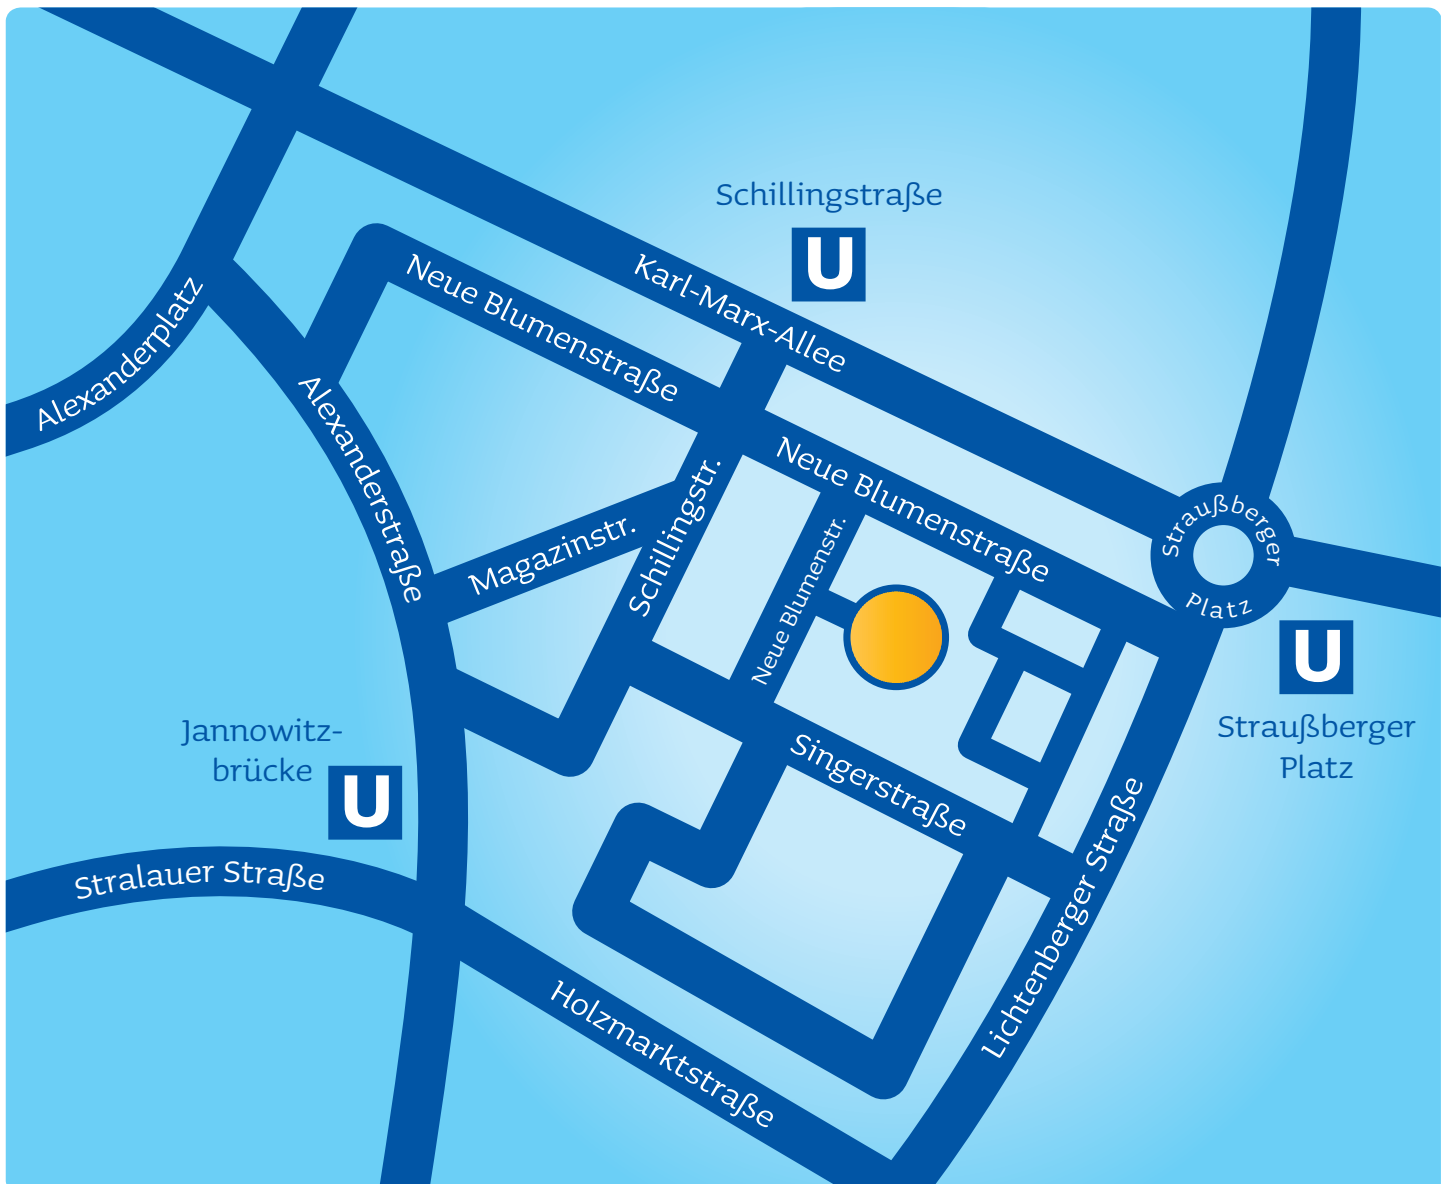 Schillingstraße
U
Karl-Marx-Allee
Neue Blumenstraße
Alexanderplatz
Alexanderstraße
Neue Blumenstraße
Schillingstr.
Magazinstr.
Neue Blumenstr.
Straußberger
Platz
U
Straußberger
Platz
Jannowitz-
brücke
U
Singerstraße
Lichtenberger Straße
Stralauer Straße
Holzmarktstraße